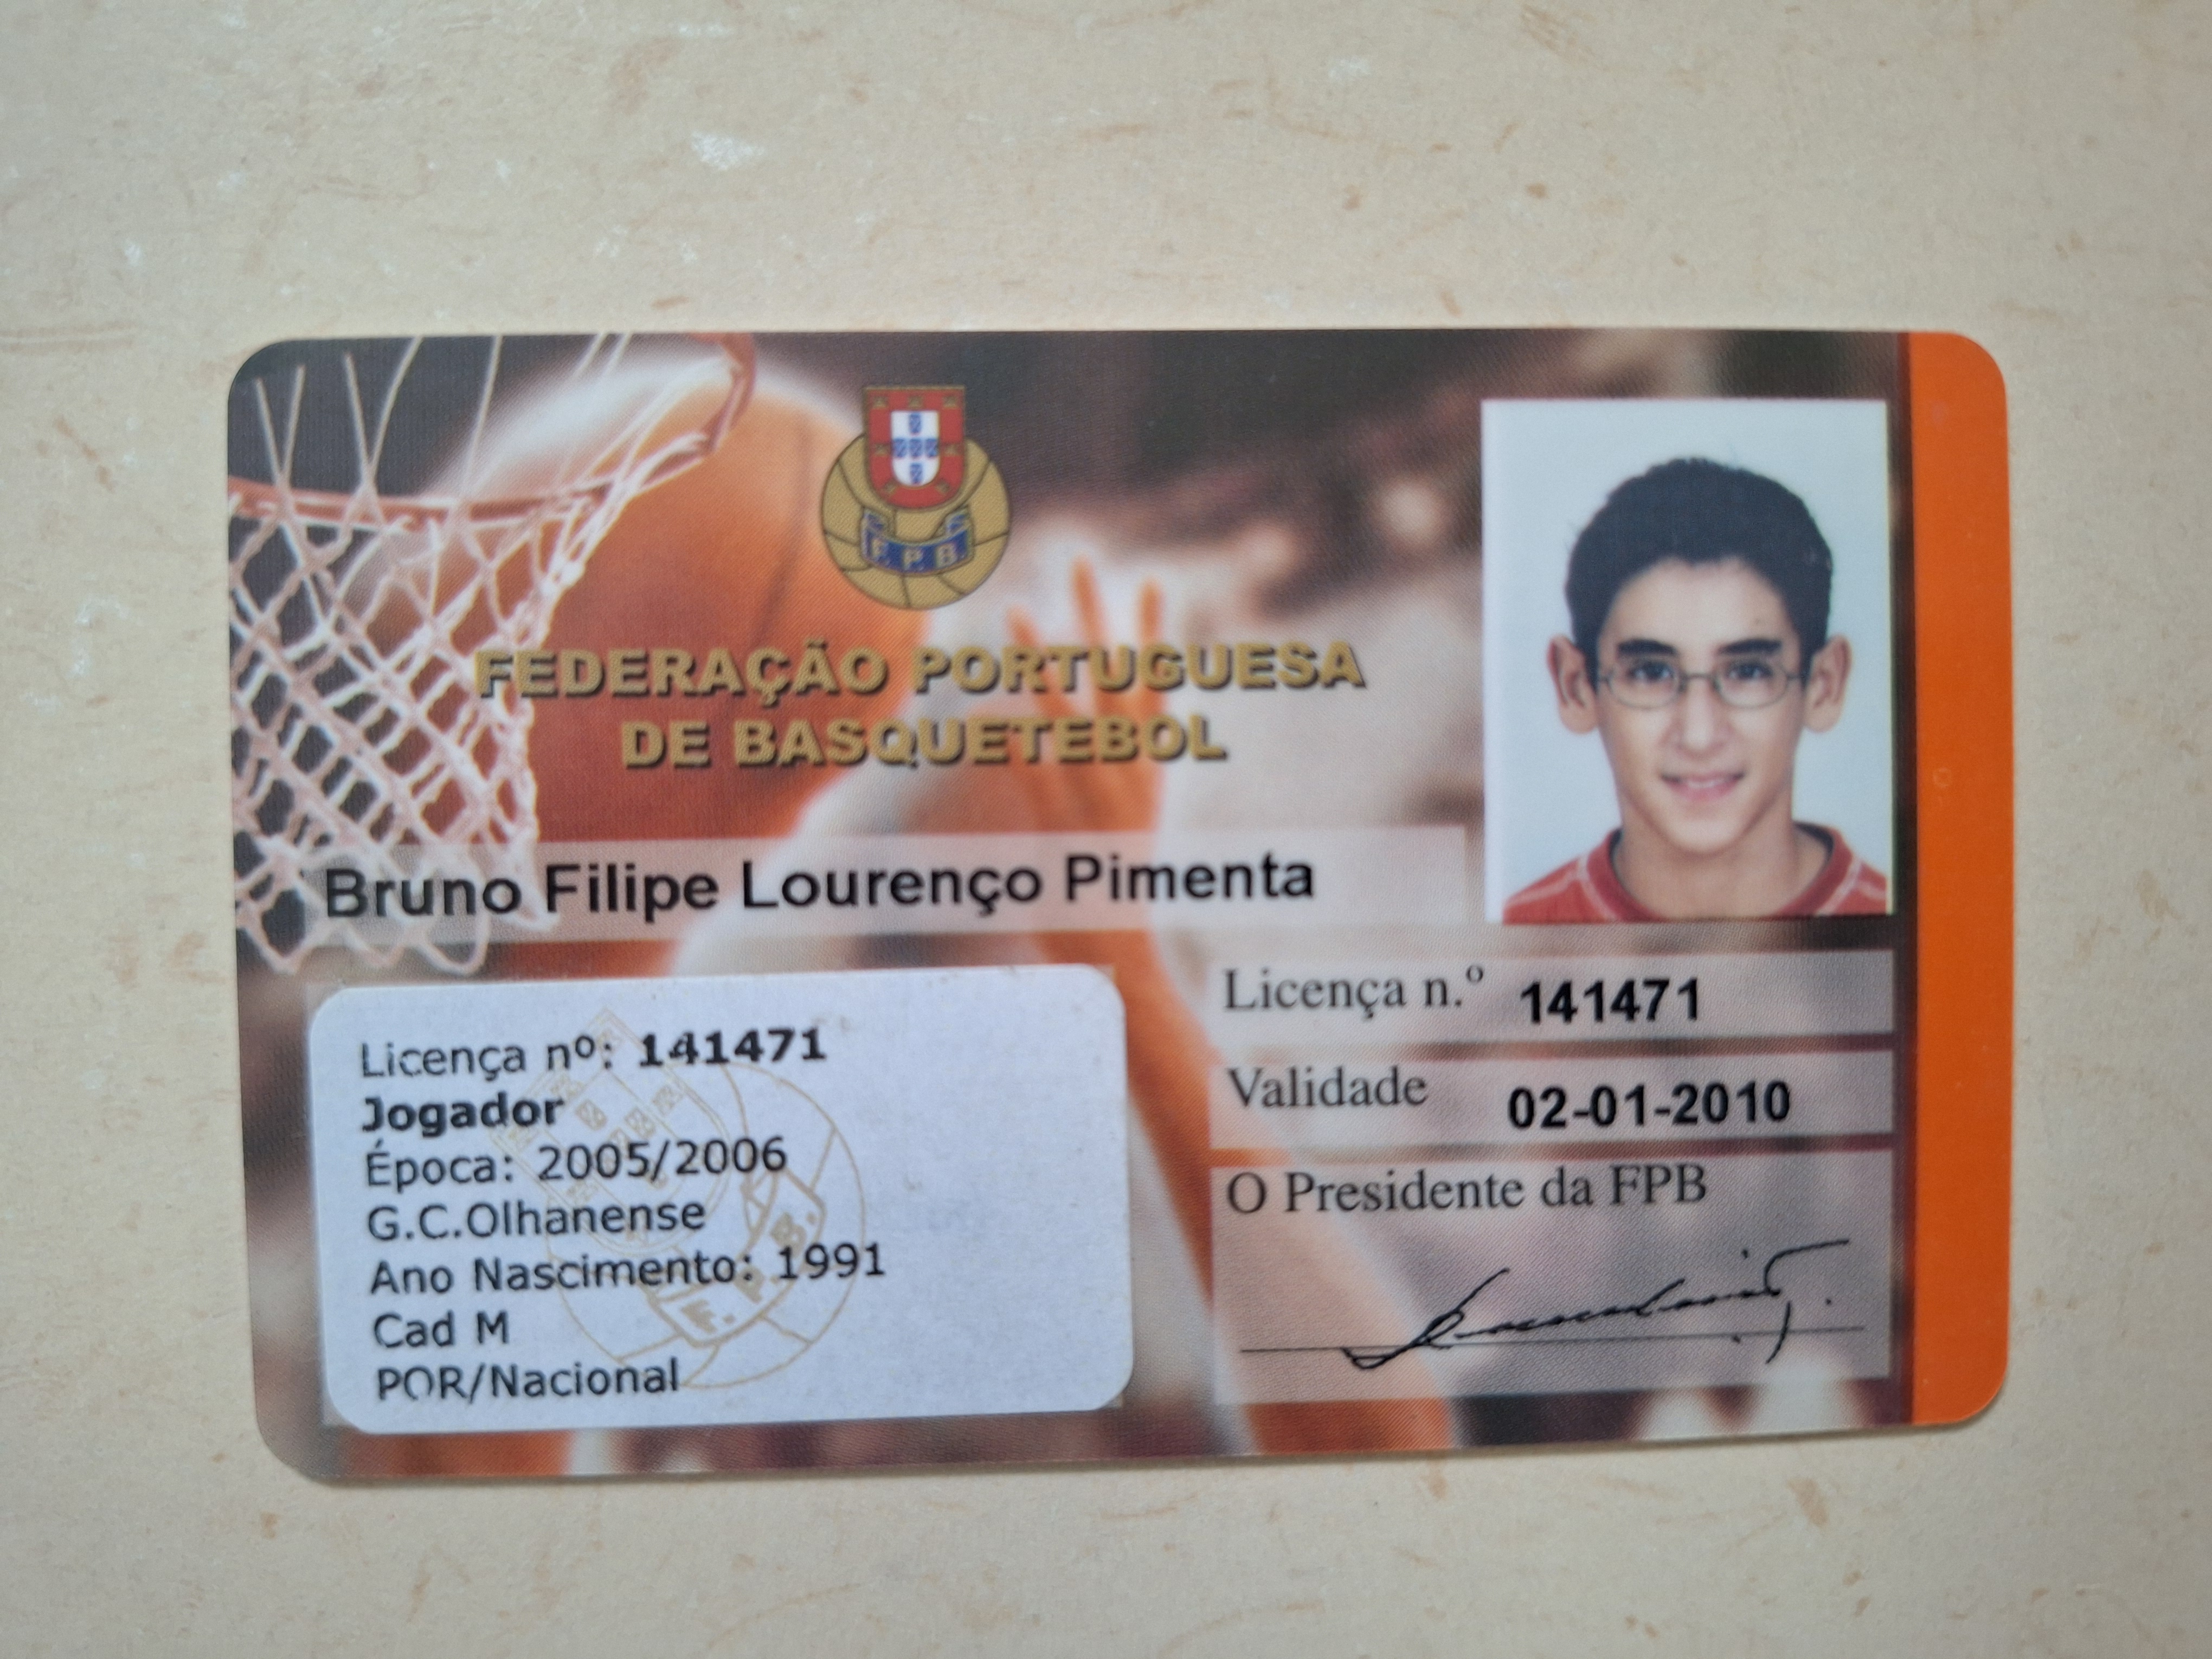 F. P. B.
FEDERAÇÃO PORTUGUESA
DE BASQUETEBOL
Bruno Filipe Lourenço Pimenta
Licença nº: 141471
Jogador
Época: 2005/2006
G.C.Olhanense
Ano Nascimento: 1991
Cad M
POR/Nacional
F. P. B.
Licença n.º 141471
Validade 02-01-2010
O Presidente da FPB